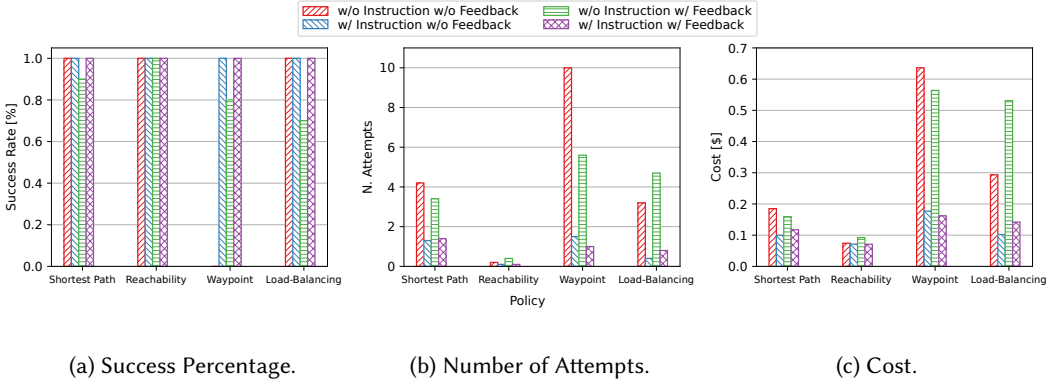 w/o Instruction w/o Feedback
w/ Instruction w/o Feedback
w/o Instruction w/ Feedback
w/ Instruction w/ Feedback
Success Rate [%]
1.0
0.8
0.6
0.4
0.2
0.0
Shortest Path Reachability Waypoint Load-Balancing
N. Attempts
10
8
6
4
2
0
Shortest Path Reachability Waypoint Load-Balancing
Policy
Cost [$]
0.7
0.6
0.5
0.4
0.3
0.2
0.1
0.0
Shortest Path Reachability Waypoint Load-Balancing
(a) Success Percentage.
(b) Number of Attempts.
(c) Cost.